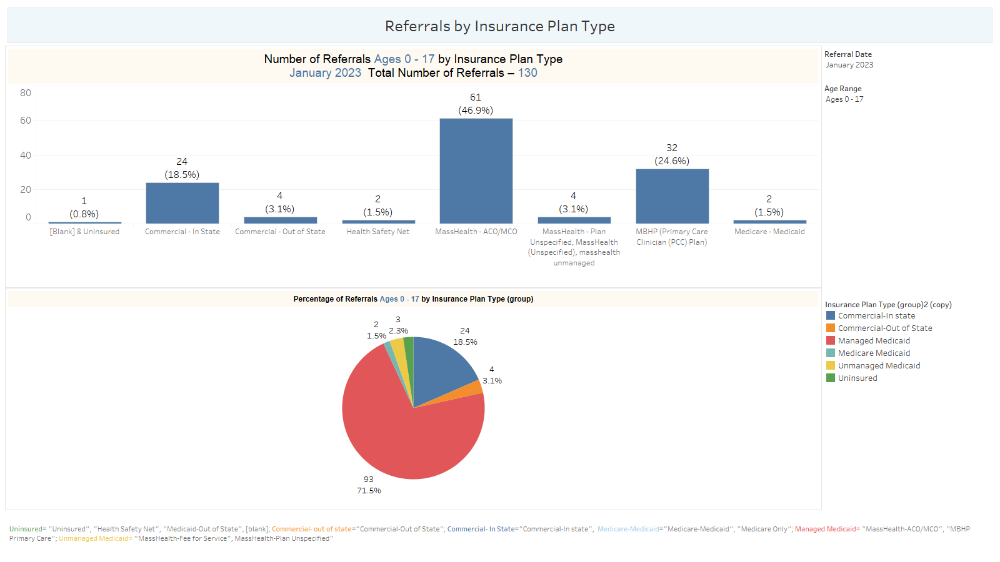 Referrals by Insurance Plan Type
Number of Referrals Ages 0 - 17 by Insurance Plan Type
January 2023 Total Number of Referrals – 130
Referral Date
January 2023
Age Range
Ages 0 - 17
80
60
40
20
0
1
(0.8%)
24
(18.5%)
4
(3.1%)
2
(1.5%)
61
(46.9%)
4
(3.1%)
32
(24.6%)
2
(1.5%)
[Blank] & Uninsured
Commercial - In State
Commercial - Out of State
Health Safety Net
MassHealth - ACO/MCO
MassHealth - Plan
Unspecified, MassHealth
(Unspecified), masshealth
unmanaged
MBHP (Primary Care
Clinician (PCC) Plan)
Medicare - Medicaid
Percentage of Referrals Ages 0 - 17 by Insurance Plan Type (group)
2
1.5%
3
2.3%
24
18.5%
4
3.1%
93
71.5%
Insurance Plan Type (group)2 (copy)
Commercial-In state
Commercial-Out of State
Managed Medicaid
Medicare Medicaid
Unmanaged Medicaid
Uninsured
Uninsured= "Uninsured", "Health Safety Net", "Medicaid-Out of State", [blank]; Commercial- out of state="Commercial-Out of State"; Commercial- In State="Commercial-In state", Medicare-Medicaid="Medicare-Medicaid", "Medicare Only"; Managed Medicaid= "MassHealth-ACO/MCO", "MBHP
Primary Care"; Unmanaged Medicaid= "MassHealth-Fee for Service", MassHealth-Plan Unspecified"